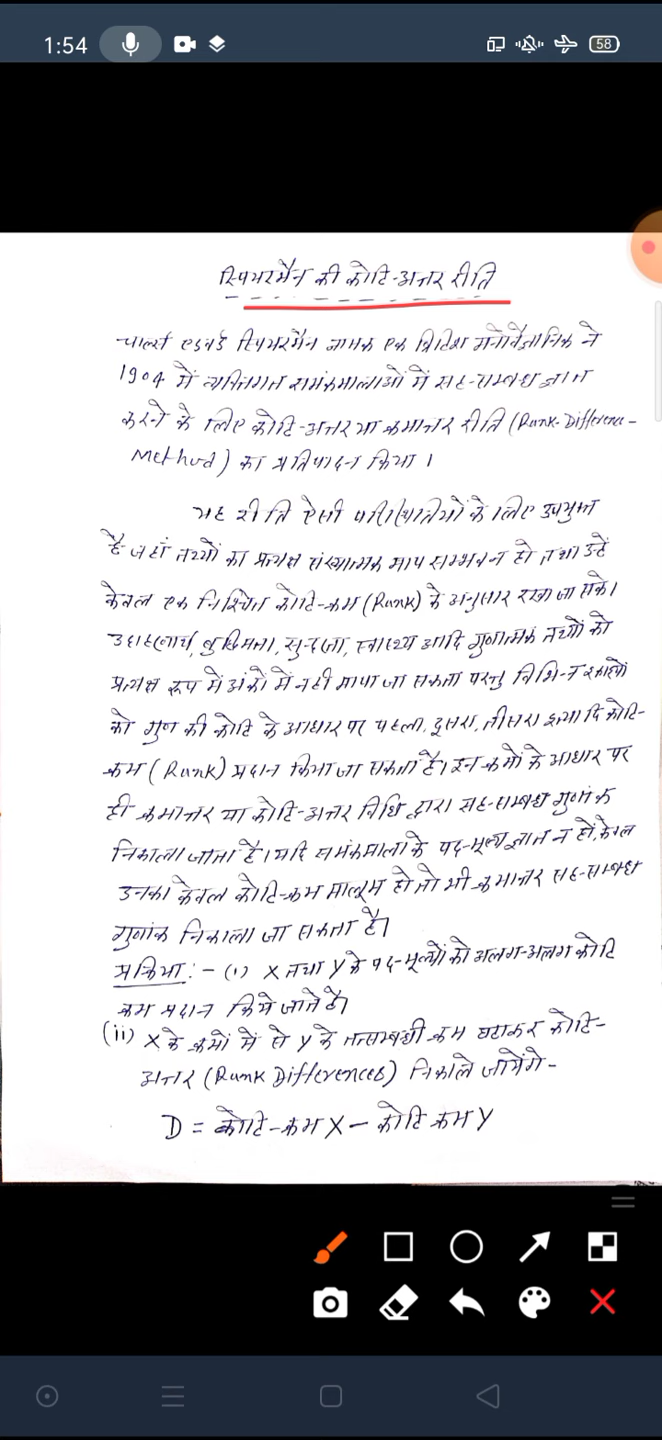 1:54
58
स्पियरमैन की कोटि-अन्तर रीति
चार्ल्स एडवर्ड स्पियरमैन नामक एक ब्रिटिश मनोवैज्ञानिक ने
1904 में व्यक्तिगत समंकमालाओं में सह-सम्बन्ध ज्ञात
करने के लिए कोटि-अन्तर या क्रमान्तर रीति (Rank-Difference-
Method) का प्रतिपादन किया ।
यह रीति ऐसी परिस्थितियों के लिए उपयुक्त
है जहाँ तथ्यों का प्रत्यक्ष संख्यात्मक माप सम्भव न हो तथा उन्हें
केवल एक निश्चित कोटि-क्रम (Rank) के अनुसार रखा जा सके।
उदाहरणार्थ, बुद्धिमत्ता, सुन्दरता, स्वास्थ्य आदि गुणात्मक तथ्यों को
प्रत्यक्ष रूप में अंकों में नहीं मापा जा सकता परन्तु विभिन्न इकाइयों
को गुण की कोटि के आधार पर पहला, दूसरा, तीसरा इत्यादि कोटि-
क्रम (Rank) प्रदान किया जा सकता है। इन क्रमों के आधार पर
ही क्रमान्तर या कोटि-अन्तर विधि द्वारा सह-सम्बन्ध गुणांक
निकाला जाता है। यदि समंकमाला के पद-मूल्य ज्ञात न हों, केवल
उनका केवल कोटि-क्रम मालूम हो तो भी क्रमान्तर सह-सम्बन्ध
गुणांक निकाला जा सकता है।
प्रक्रिया:- (i) X तथा Y के पद-मूल्यों को अलग-अलग कोटि
क्रम प्रदान किये जाते है।
(ii) X के क्रमों में से Y के तत्सम्बन्धी क्रम घटाकर कोटि-
अन्तर (Rank Differences) निकाले जायेंगे-
D = कोटि-क्रम X - कोटि क्रम Y